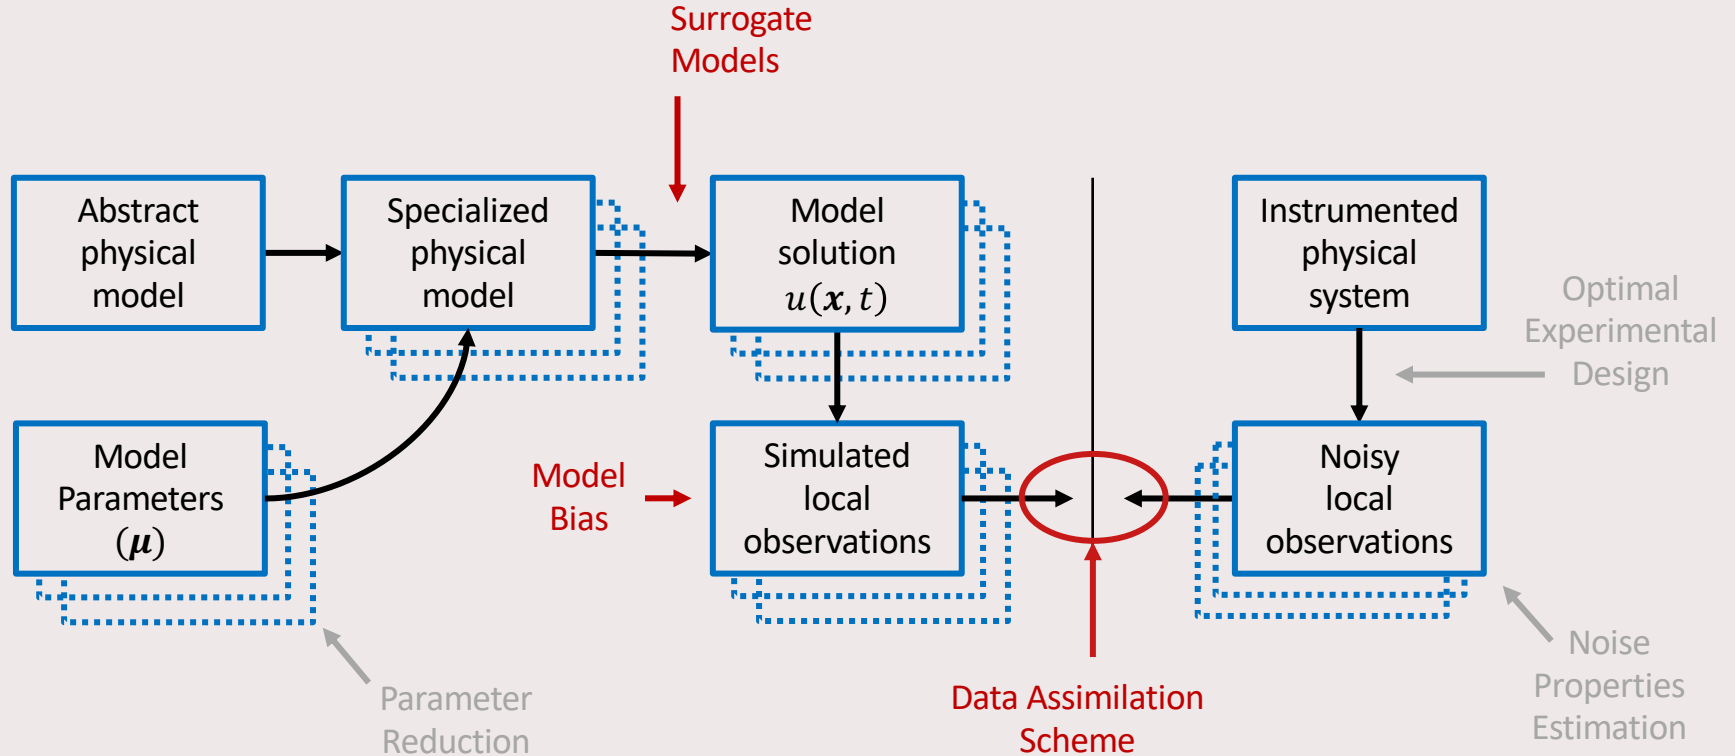 Surrogate
Models
Abstract
physical
model
Specialized
physical
model
Model
solution
u(x, t)
Instrumented
physical
system
Optimal
Experimental
Design
Model
Parameters
(μ)
Model
Bias
Simulated
local
observations
Noisy
local
observations
Parameter
Reduction
Data Assimilation
Scheme
Noise
Properties
Estimation